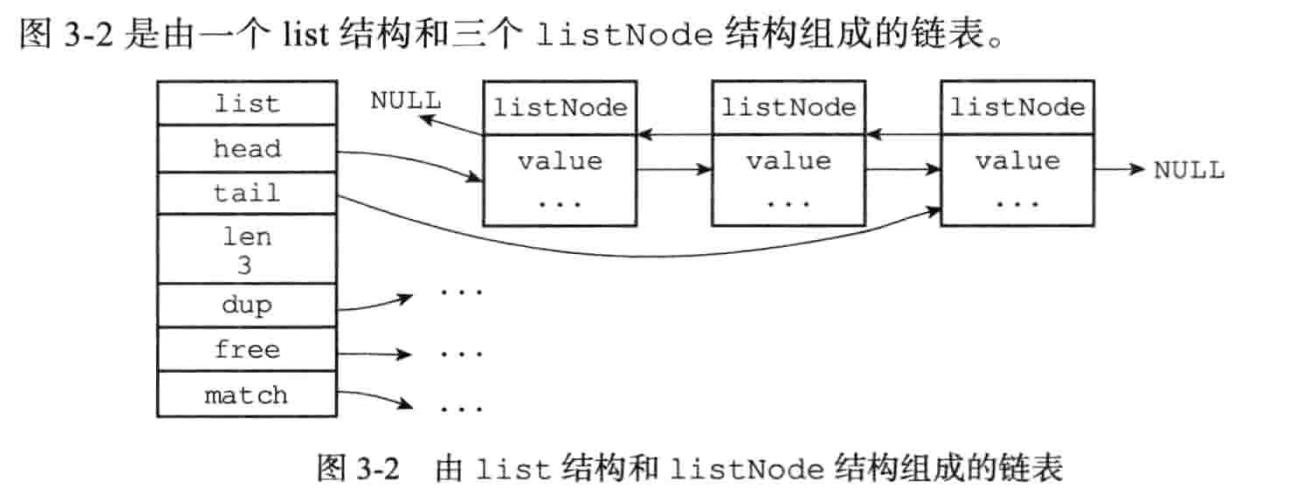 图 3-2 是由一个 list 结构和三个 listNode 结构组成的链表。
list
head
tail
len
3
dup
free
match
NULL
listNode
value
...
listNode
value
...
listNode
value
...
NULL
...
...
...
图 3-2 由 list 结构和 listNode 结构组成的链表